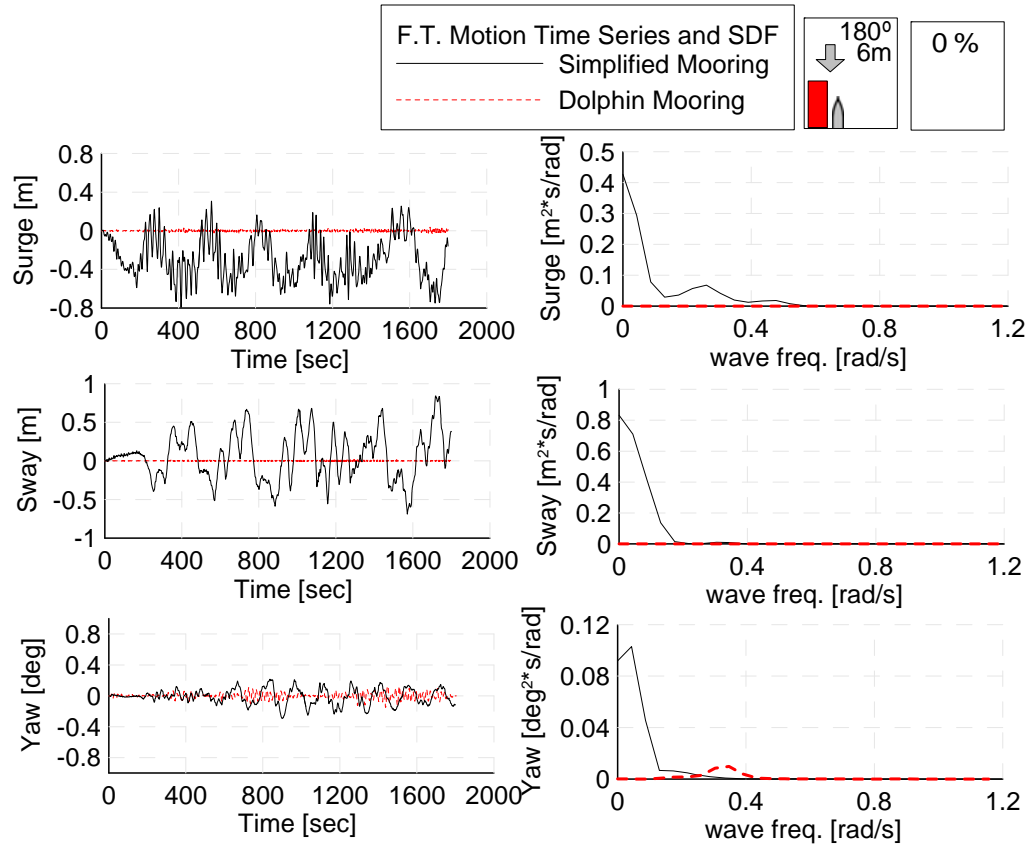 F.T. Motion Time Series and SDF
Simplified Mooring
Dolphin Mooring
180º
6m
0 %
Surge [m]
0.8
0.4
0
-0.4
-0.8
0 400 800 1200 1600 2000
Time [sec]
Surge [m²*s/rad]
0.5
0.4
0.3
0.2
0.1
0
0 0.4 0.8 1.2
wave freq. [rad/s]
Sway [m]
1
0.5
0
-0.5
-1
0 400 800 1200 1600 2000
Time [sec]
Sway [m²*s/rad]
1
0.8
0.6
0.4
0.2
0
0 0.4 0.8 1.2
wave freq. [rad/s]
Yaw [deg]
0.8
0.4
0
-0.4
-0.8
0 400 800 1200 1600 2000
Time [sec]
Yaw [deg²*s/rad]
0.12
0.08
0.04
0
0 0.4 0.8 1.2
wave freq. [rad/s]